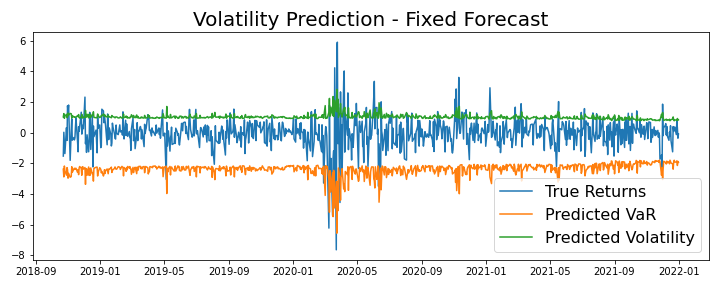 Volatility Prediction - Fixed Forecast
6
4
2
0
−2
−4
−6
−8
True Returns
Predicted VaR
Predicted Volatility
2018-09 2019-01 2019-05 2019-09 2020-01 2020-05 2020-09 2021-01 2021-05 2021-09 2022-01